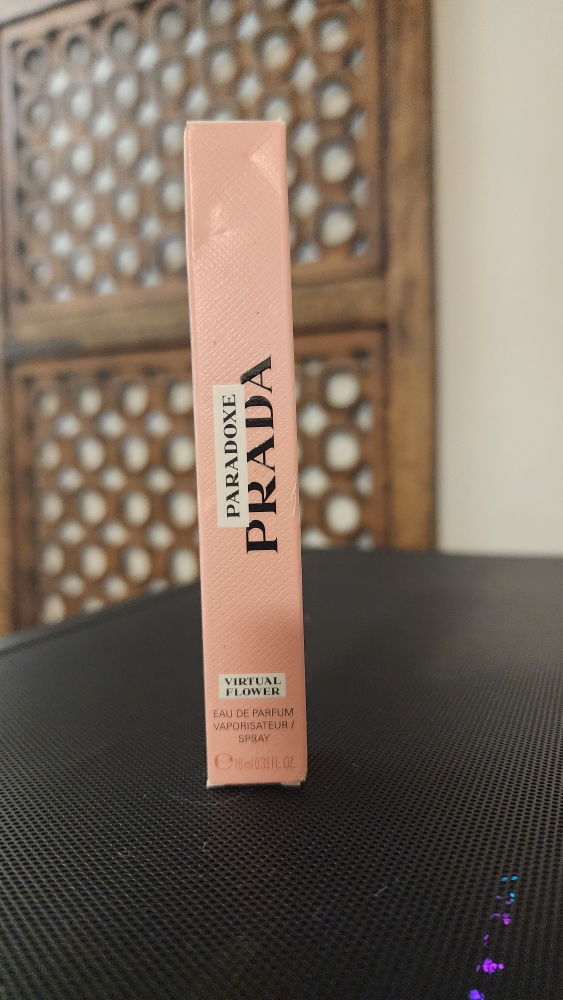 PARADOXE
PRADA
VIRTUAL
FLOWER
EAU DE PARFUM
VAPORISATEUR /
SPRAY
℮ 10 ml 0.33 FL. OZ.